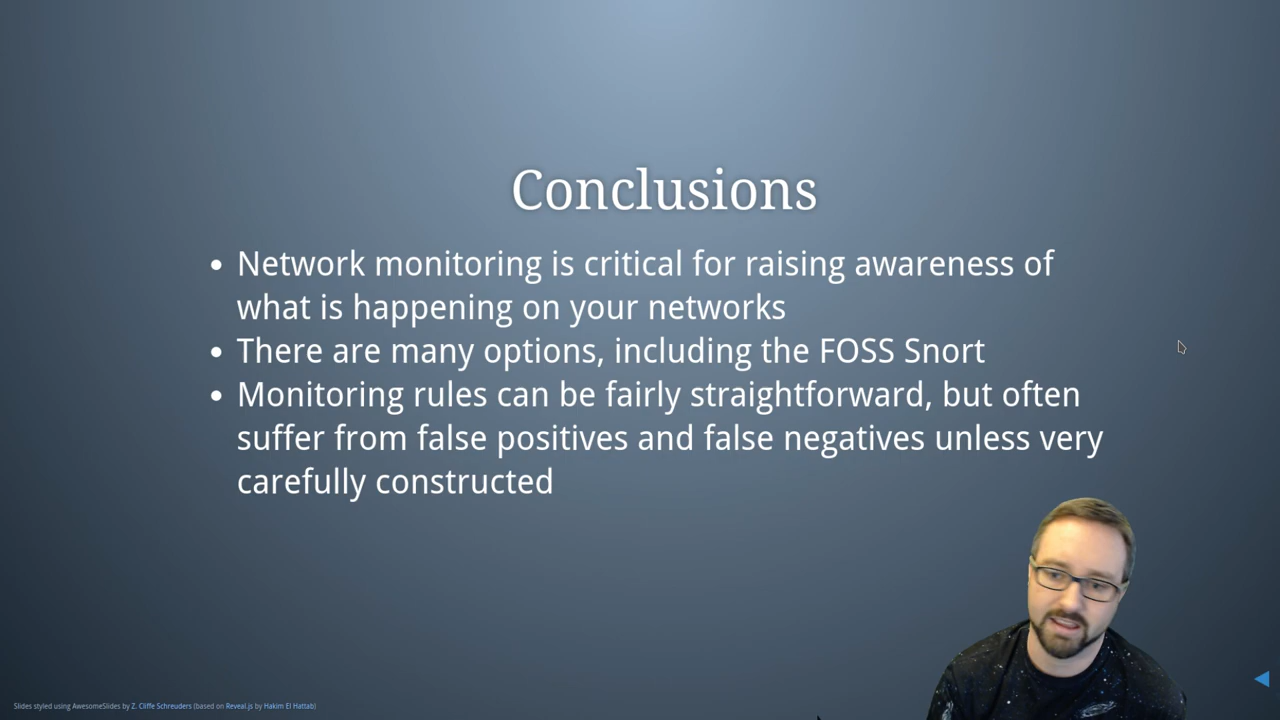 Conclusions
• Network monitoring is critical for raising awareness of
what is happening on your networks
• There are many options, including the FOSS Snort
• Monitoring rules can be fairly straightforward, but often
suffer from false positives and false negatives unless very
carefully constructed
Slides styled using AwesomeSlides by Z. Cliffe Schreuders (based on Reveal.js by Hakim El Hattab)